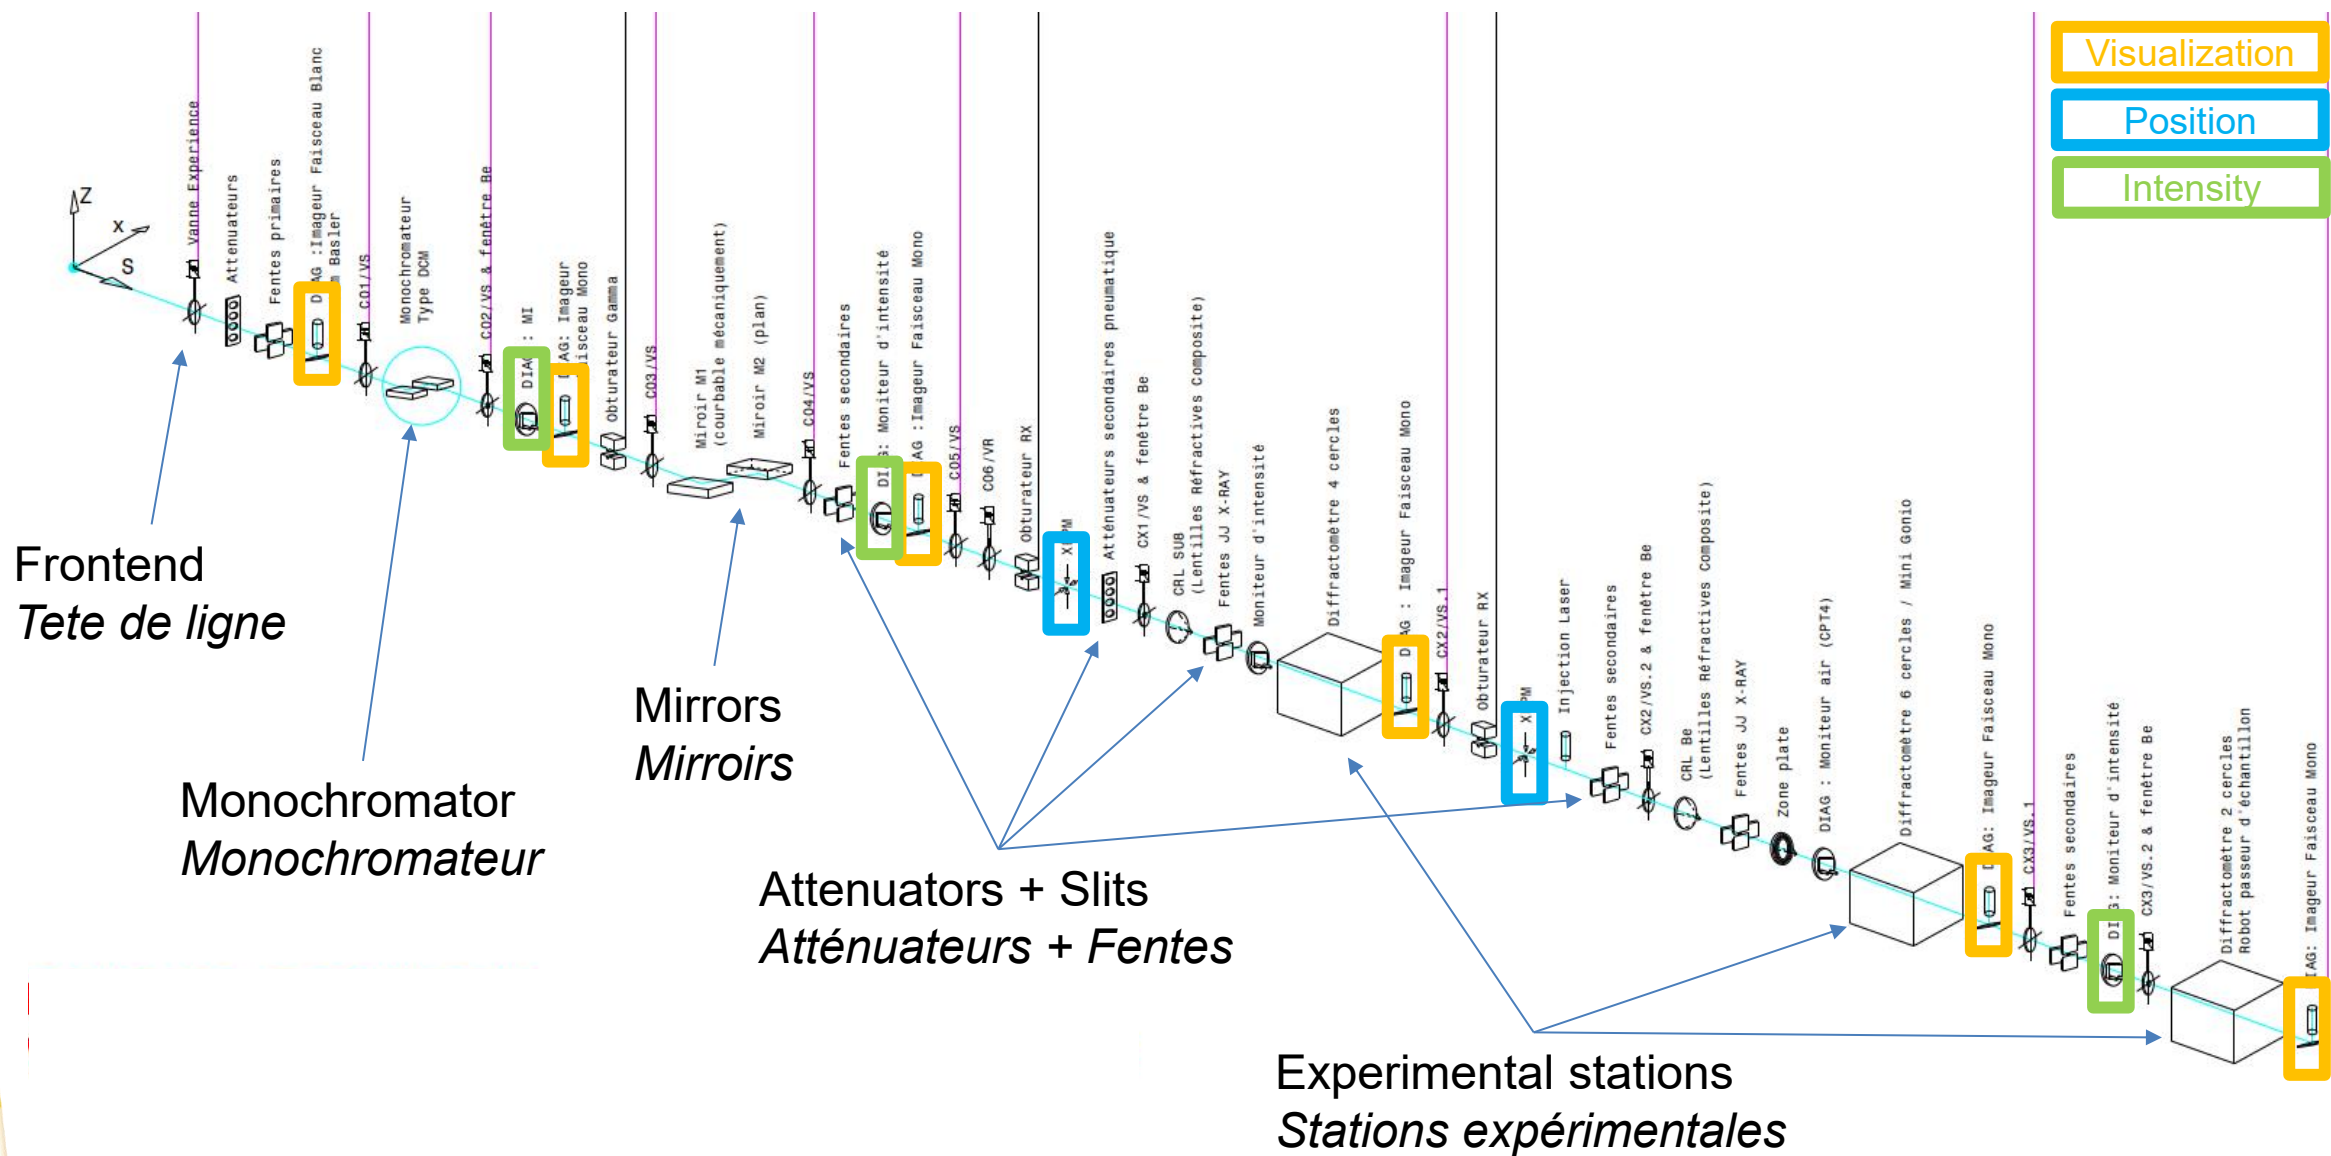 Visualization
Position
Intensity
Z
X
S
Vanne Experience
Attenuateurs
Fentes primaires
:Imageur Faisceau Blanc
Basler
C01/VS
Monochromateur
Type DCM
C02/VS & fenêtre Be
DIAG : MI
DIAG: Imageur
Faisceau Mono
Obturateur Gamma
C03/VS
Miroir M1
(courbable mécaniquement)
Miroir M2 (plan)
C04/VS
Fentes secondaires
DIAG: Moniteur d'intensité
DIAG :Imageur Faisceau Mono
C05/VS
C06/VR
Obturateur RX
Atténuateurs secondaires pneumatique
CX1/VS & fenêtre Be
CRL SU8
(Lentilles Réfractives Composite)
Fentes JJ X-RAY
Moniteur d'intensité
Diffractomètre 4 cercles
DIAG : Imageur Faisceau Mono
CX2/VS.1
Obturateur RX
Injection Laser
Fentes secondaires
CX2/VS.2 & fenêtre Be
CRL Be
(Lentilles Réfractives Composite)
Fentes JJ X-RAY
Zone plate
DIAG : Moniteur air (CPT4)
Diffractomètre 6 cercles / Mini Gonio
DIAG: Imageur Faisceau Mono
CX3/VS.1
Fentes secondaires
DIAG: Moniteur d'intensité
CX3/VS.2 & fenêtre Be
Diffractomètre 2 cercles
Robot passeur d'échantillon
DIAG: Imageur Faisceau Mono
Frontend
Tete de ligne
Monochromator
Monochromateur
Mirrors
Mirroirs
Attenuators + Slits
Atténuateurs + Fentes
Experimental stations
Stations expérimentales